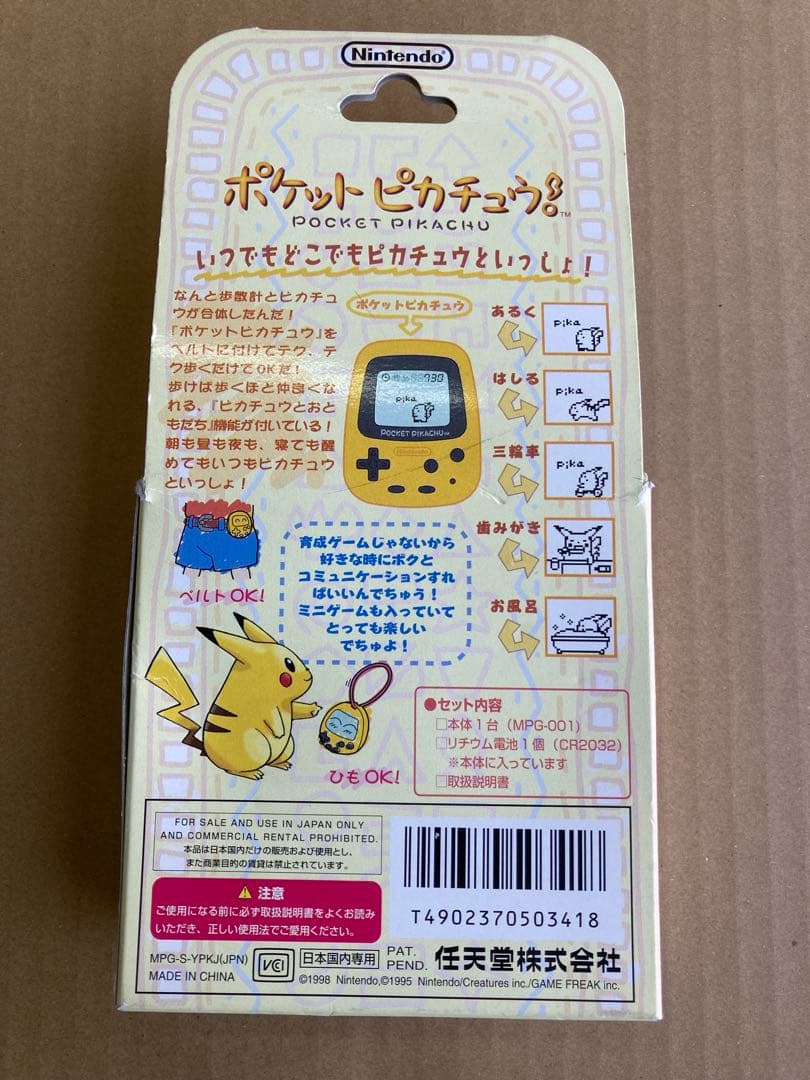 Nintendo
ポケットピカチュウ!™
POCKET PIKACHU
いつでもどこでもピカチュウといっしょ!
なんと歩数計とピカチュ
ウが合体したんだ!
『ポケットピカチュウ』を
ベルトに付けてテク、テ
ク歩くだけでOKだ!
歩けば歩くほど仲良くな
れる、『ピカチュウとおと
もだち』機能が付いている!
朝も昼も夜も、寝ても醒
めてもいつもピカチュウ
といっしょ!
ポケットピカチュウ
pika
POCKET PIKACHU™
Nintendo
あるく
pika
はしる
pika
三輪車
pika
歯みがき
お風呂
ベルトOK!
育成ゲームじゃないから
好きな時にボクと
コミュニケーションすれ
ばいいんでちゅう!
ミニゲームも入っていて
とっても楽しい
でちゅよ!
ひもOK!
●セット内容
□本体1台(MPG-001)
□リチウム電池1個(CR2032)
※本体に入っています
□取扱説明書
FOR SALE AND USE IN JAPAN ONLY
AND COMMERCIAL RENTAL PROHIBITED.
本品は日本国内だけの販売および使用とし、
また商業目的の賃貸は禁止されています。
⚠注意
ご使用になる前に必ず取扱説明書をよくお読み
いただき、正しい使用法でご愛用ください。
T4902370503418
MPG-S-YPKJ(JPN)
MADE IN CHINA
VCI
日本国内専用
PAT.
PEND.
任天堂株式会社
©1998 Nintendo,©1995 Nintendo/Creatures inc./GAME FREAK inc.